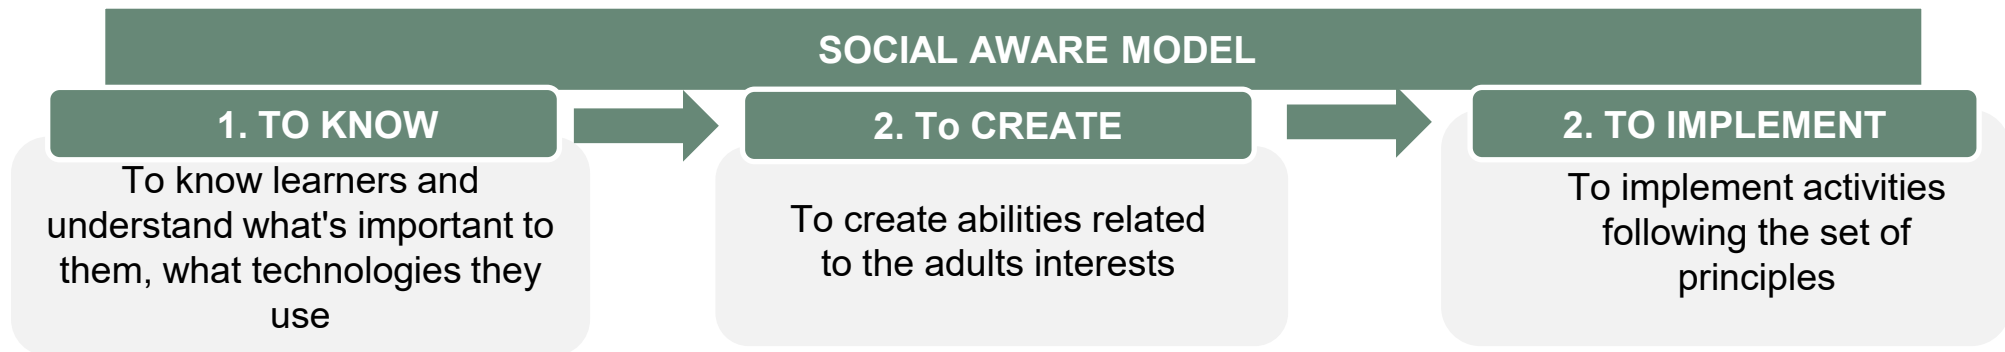 SOCIAL AWARE MODEL
1. TO KNOW
To know learners and
understand what's important to
them, what technologies they
use
2. To CREATE
To create abilities related
to the adults interests
2. TO IMPLEMENT
To implement activities
following the set of
principles